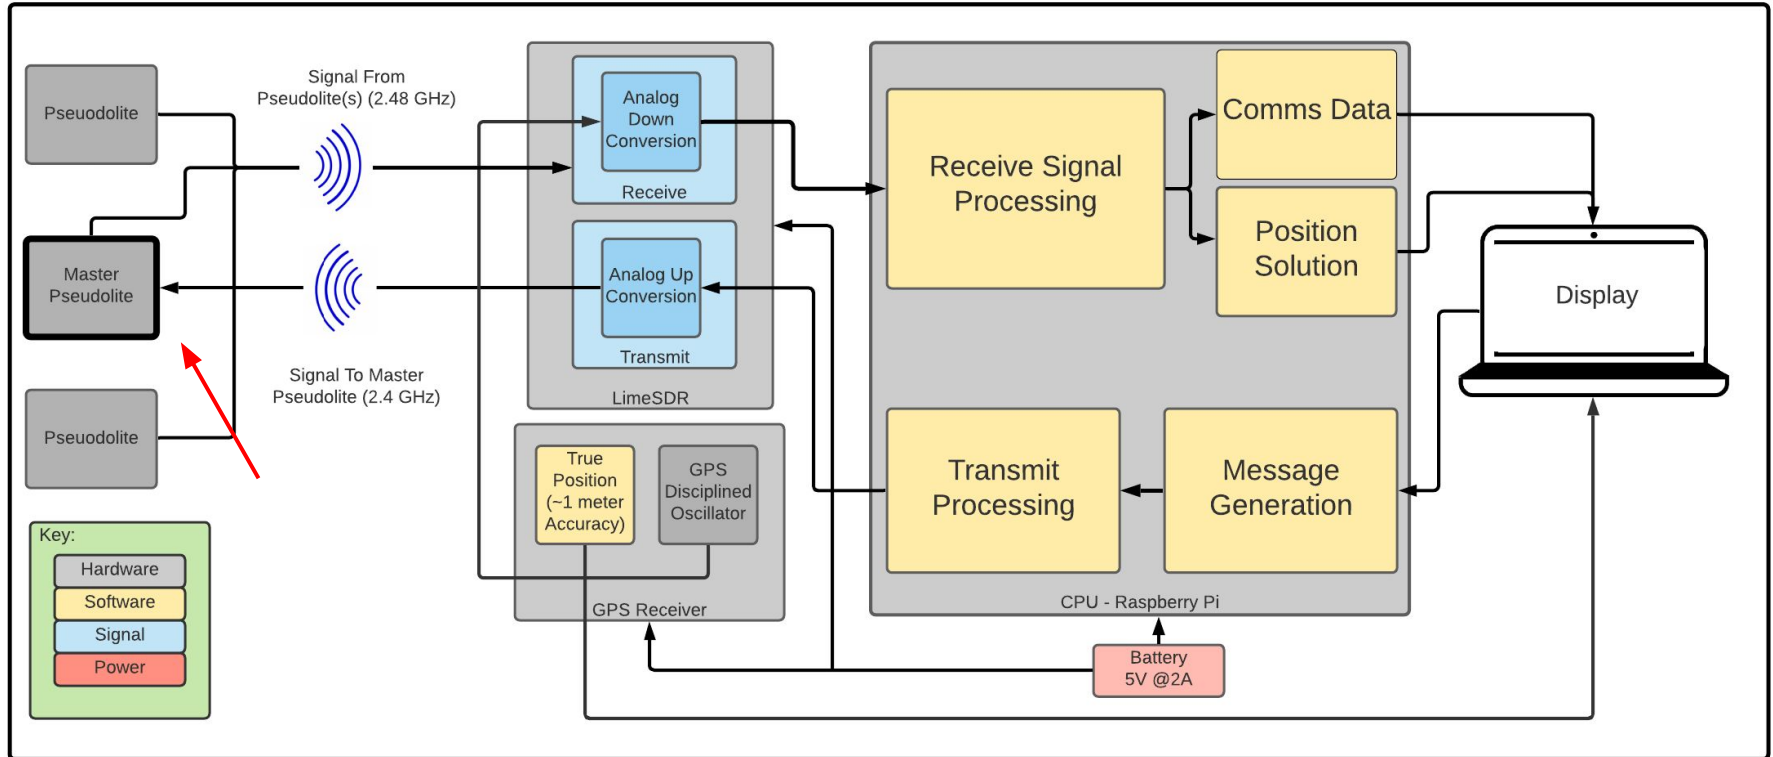 Pseuodolite
Signal From
Pseudolite(s) (2.48 GHz)
Master
Pseudolite
Signal To Master
Pseudolite (2.4 GHz)
Pseuodolite
Key:
Hardware
Software
Signal
Power
Analog
Down
Conversion
Receive
Analog Up
Conversion
Transmit
LimeSDR
True
Position
(~1 meter
Accuracy)
GPS
Disciplined
Oscillator
GPS Receiver
Receive Signal
Processing
Comms Data
Position
Solution
Transmit
Processing
Message
Generation
CPU - Raspberry Pi
Battery
5V @2A
Display